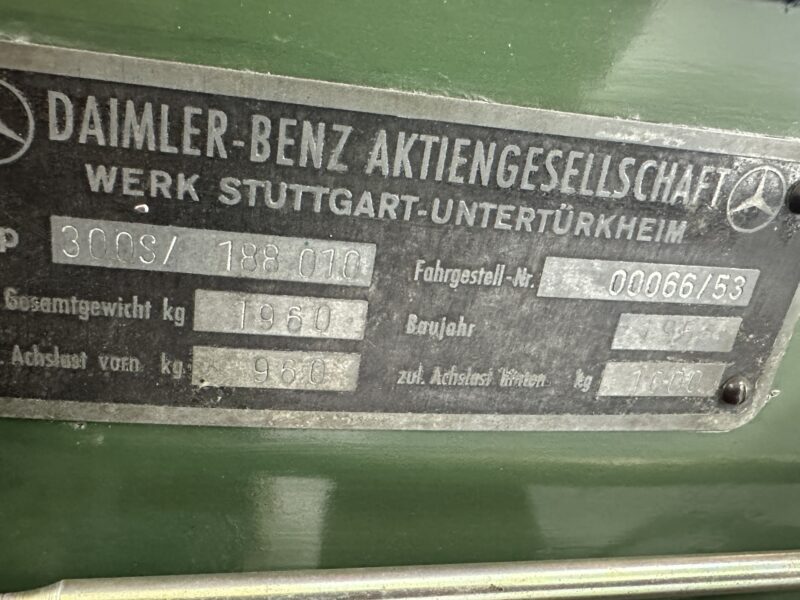 DAIMLER-BENZ AKTIENGESELLSCHAFT
WERK STUTTGART-UNTERTÜRKHEIM
p 300S/ 188 010 Fahrgestell-Nr. 00066/53
Gesamtgewicht kg 1960 Baujahr
. Achslast vorn kg 960 zul. Achslast hinten kg 1000